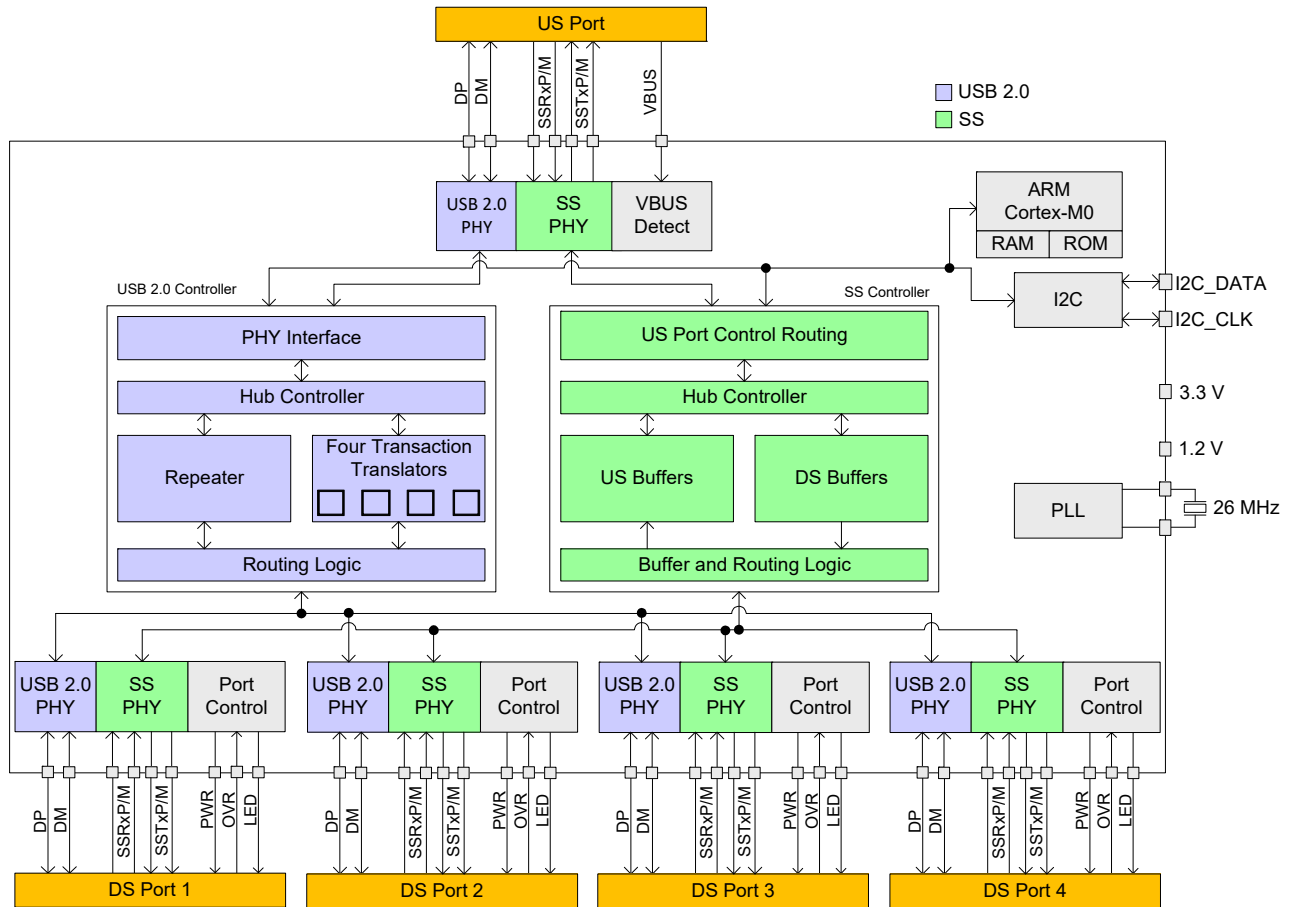 US Port
DP
DM
SSRxP/M
SSTxP/M
VBUS
USB 2.0
SS
USB 2.0
PHY
SS
PHY
VBUS
Detect
ARM
Cortex-M0
RAM
ROM
I2C
I2C_DATA
I2C_CLK
3.3 V
1.2 V
PLL
26 MHz
USB 2.0 Controller
PHY Interface
Hub Controller
Repeater
Four Transaction
Translators
Routing Logic
SS Controller
US Port Control Routing
Hub Controller
US Buffers
DS Buffers
Buffer and Routing Logic
USB 2.0
PHY
SS
PHY
Port
Control
USB 2.0
PHY
SS
PHY
Port
Control
USB 2.0
PHY
SS
PHY
Port
Control
USB 2.0
PHY
SS
PHY
Port
Control
DP
DM
SSRxP/M
SSTxP/M
PWR
OVR
LED
DP
DM
SSRxP/M
SSTxP/M
PWR
OVR
LED
DP
DM
SSRxP/M
SSTxP/M
PWR
OVR
LED
DP
DM
SSRxP/M
SSTxP/M
PWR
OVR
LED
DS Port 1
DS Port 2
DS Port 3
DS Port 4